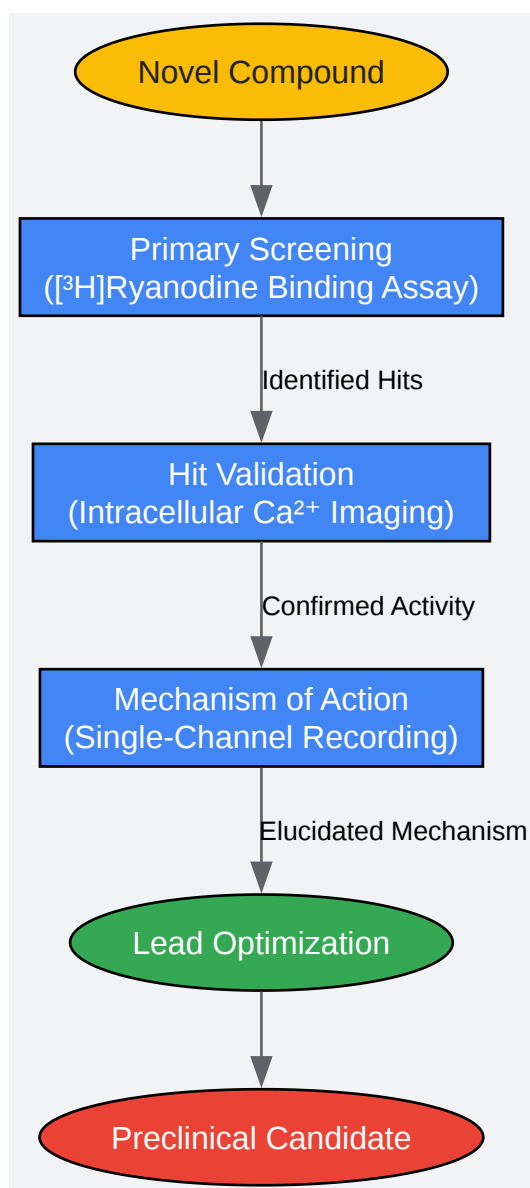 Novel Compound
Primary Screening
([³H]Ryanodine Binding Assay)
Identified Hits
Hit Validation
(Intracellular Ca²⁺ Imaging)
Confirmed Activity
Mechanism of Action
(Single-Channel Recording)
Elucidated Mechanism
Lead Optimization
Preclinical Candidate